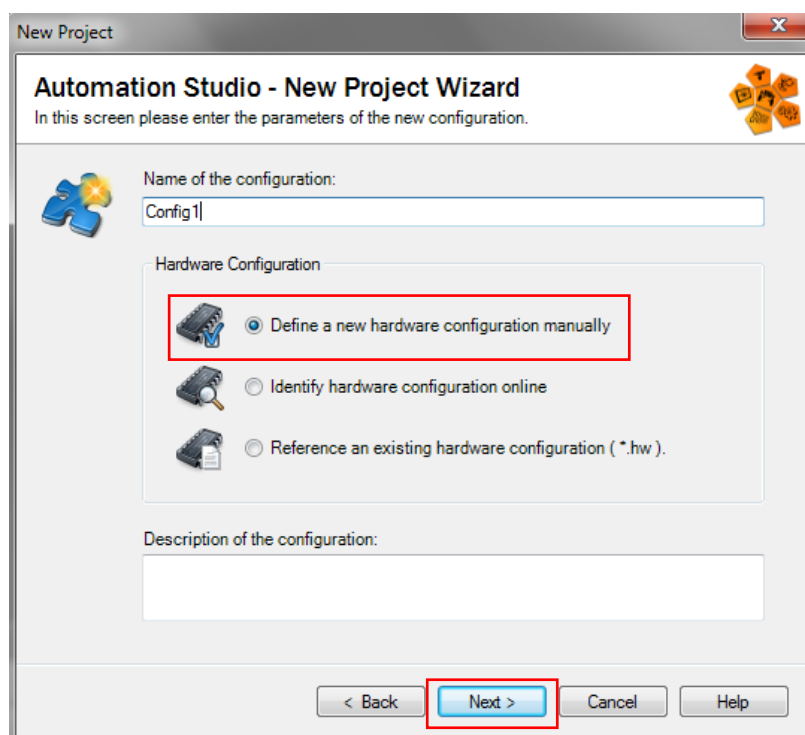 New Project
Automation Studio - New Project Wizard
In this screen please enter the parameters of the new configuration.
Name of the configuration:
Config1
Hardware Configuration
Define a new hardware configuration manually
Identify hardware configuration online
Reference an existing hardware configuration ( *.hw ).
Description of the configuration:
< Back Next > Cancel Help